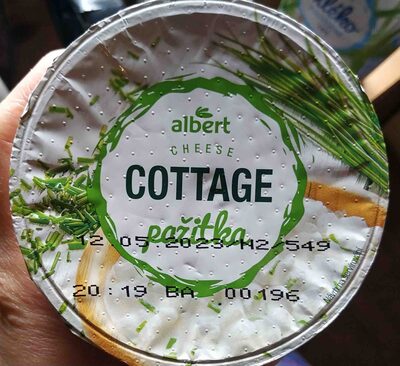 albert
CHEESE
COTTAGE
pažitka
12 05 2023 M2/549
20:19 BA 00196